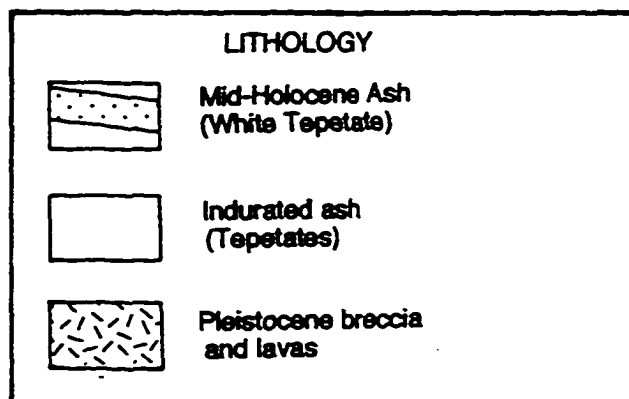 LITHOLOGY
Mid-Holocene Ash
(White Tepetate)
Indurated ash
(Tepetates)
Pleistocene breccia
and lavas